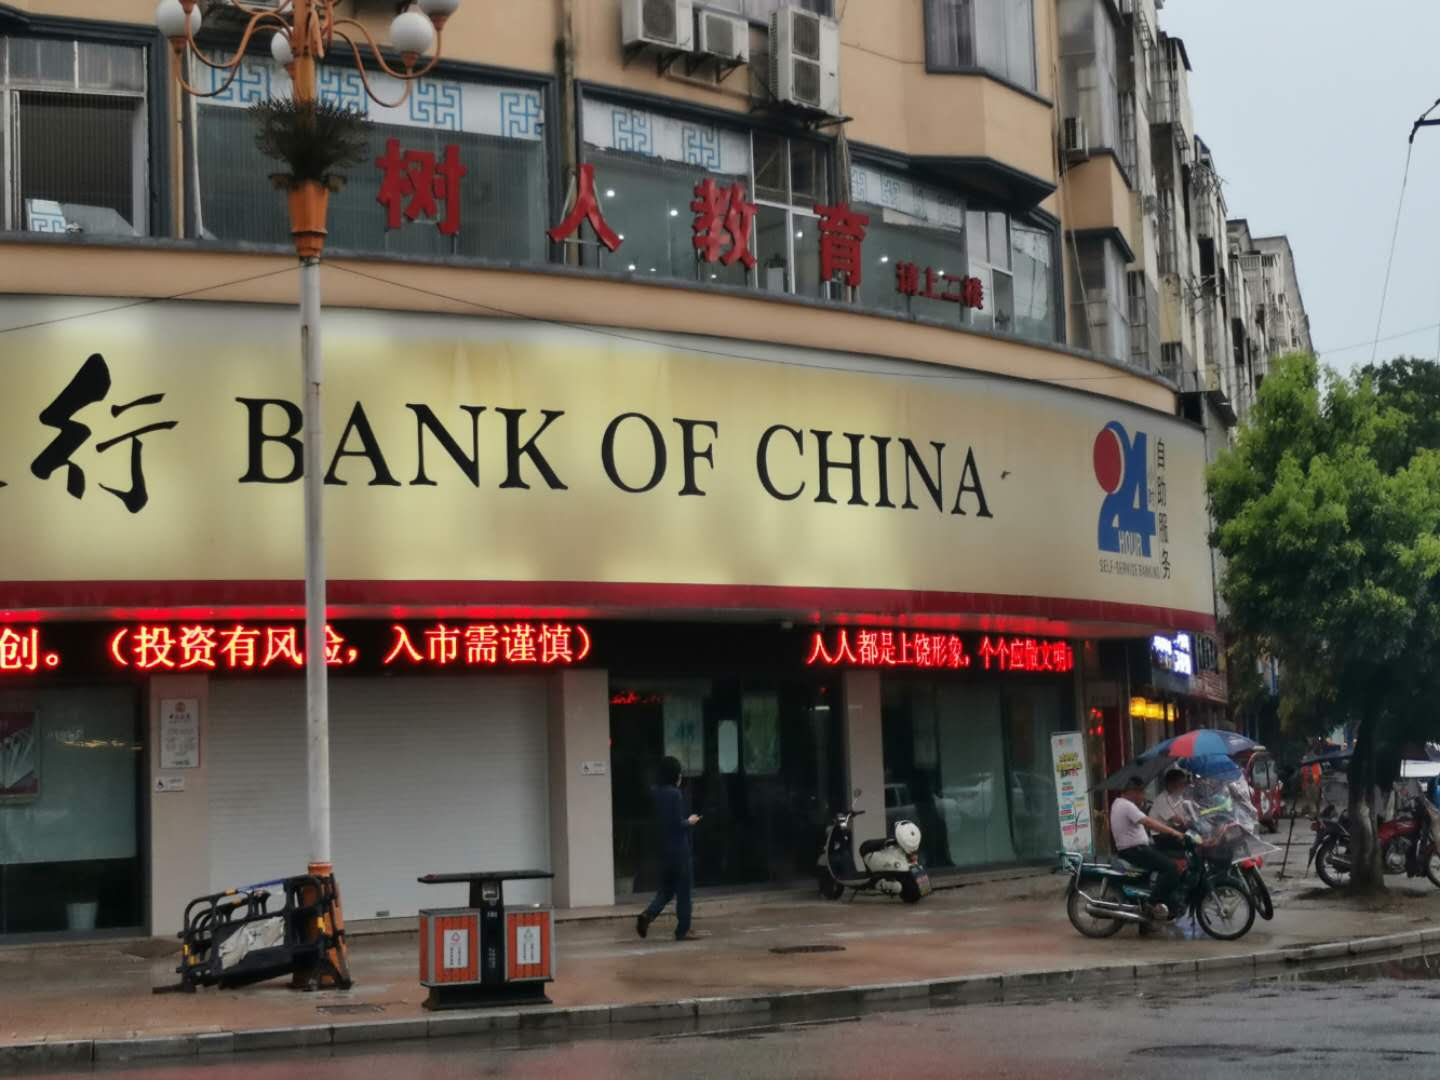 树人教育 请上二楼
行 BANK OF CHINA
24
HOUR
SELF-SERVICE BANKING
自助服务
创。（投资有风险，入市需谨慎）
人人都是上饶形象，个个应做文明